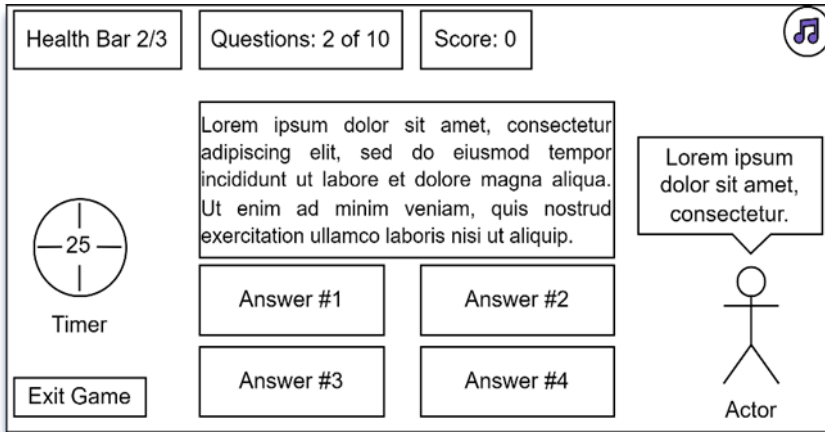 Health Bar 2/3
Questions: 2 of 10
Score: 0
Lorem ipsum dolor sit amet, consectetur
adipiscing elit, sed do eiusmod tempor
incididunt ut labore et dolore magna aliqua.
Ut enim ad minim veniam, quis nostrud
exercitation ullamco laboris nisi ut aliquip.
Lorem ipsum
dolor sit amet,
consectetur.
25
Timer
Answer #1
Answer #2
Answer #3
Answer #4
Exit Game
Actor